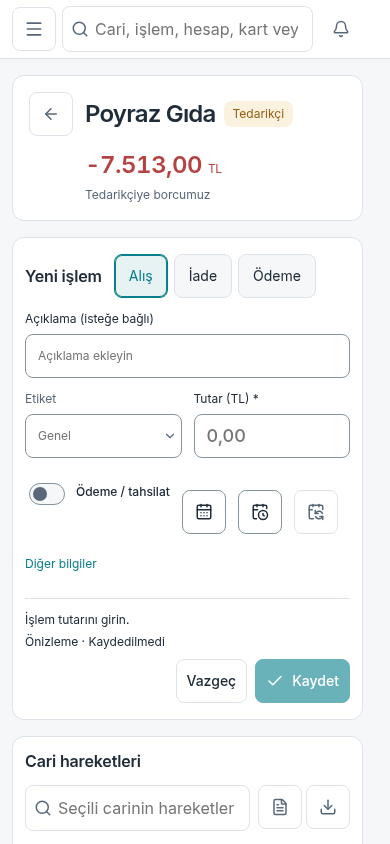 Cari, işlem, hesap, kart vey
Poyraz Gıda
Tedarikçi
-7.513,00 TL
Tedarikçiye borcumuz
Yeni işlem
Alış
İade
Ödeme
Açıklama (isteğe bağlı)
Açıklama ekleyin
Etiket
Tutar (TL) *
Genel
0,00
Ödeme / tahsilat
Diğer bilgiler
İşlem tutarını girin.
Önizleme · Kaydedilmedi
Vazgeç
Kaydet
Cari hareketleri
Seçili carinin hareketler